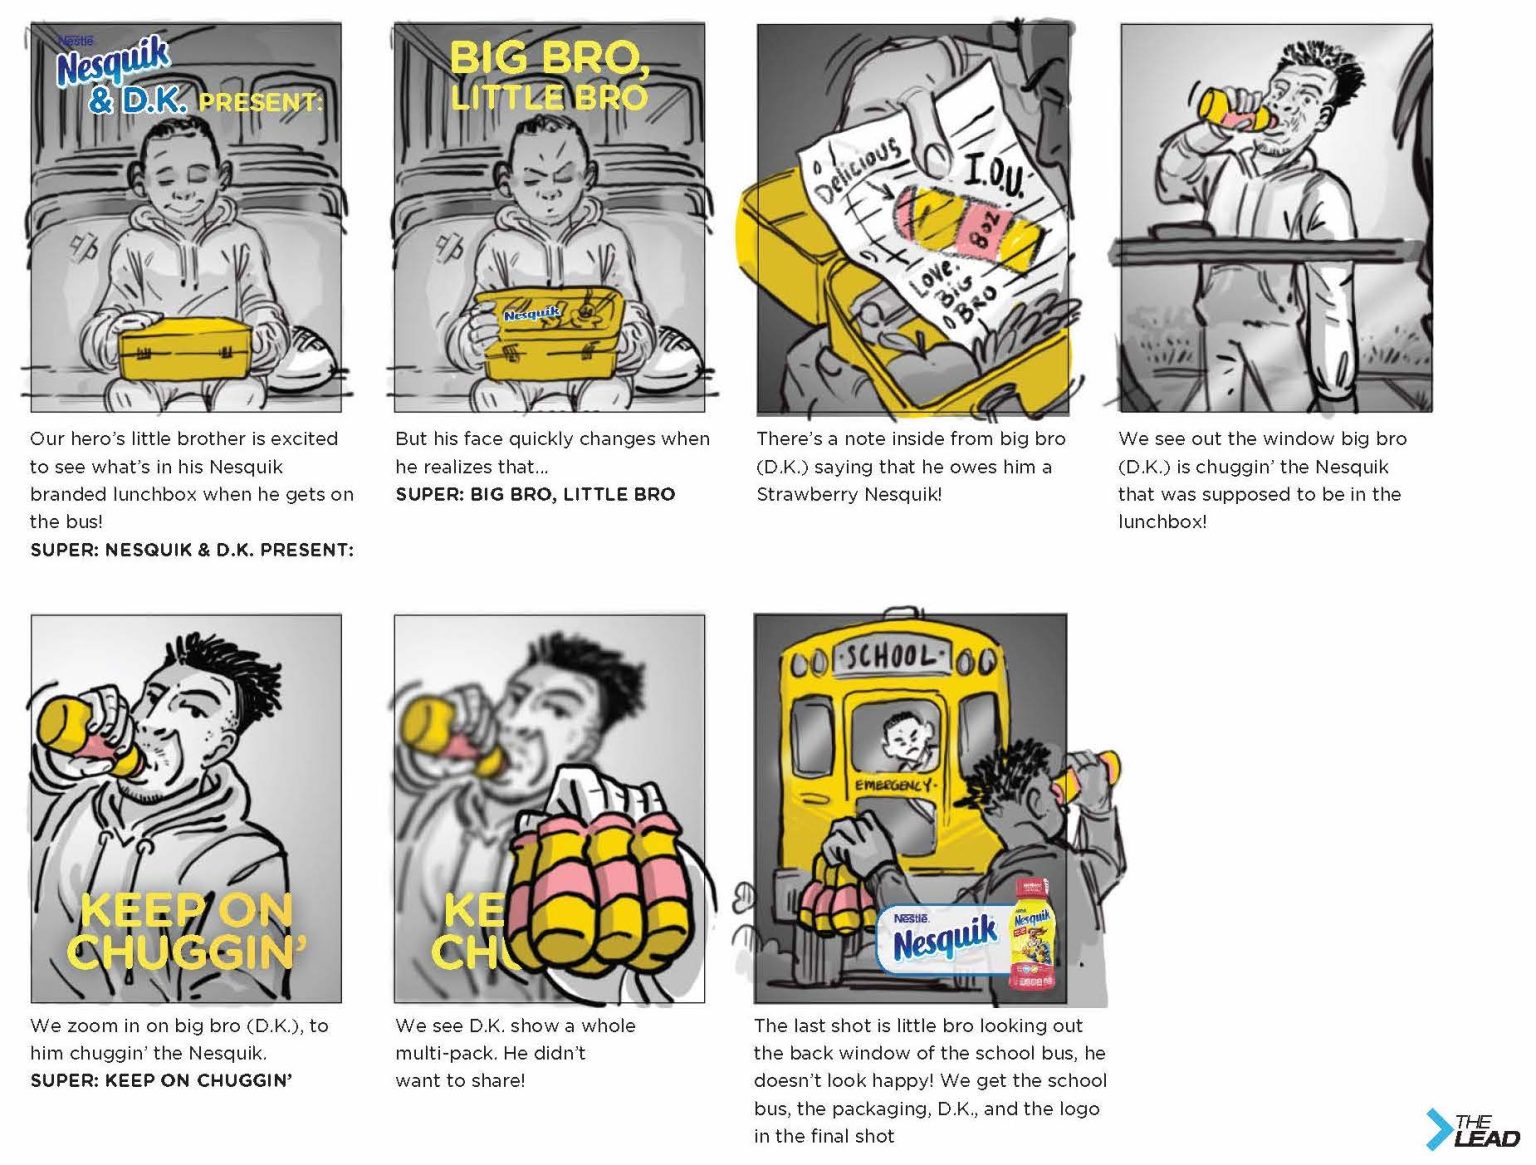 Nestlé
Nesquik
& D.K. PRESENT:
BIG BRO,
LITTLE BRO
Nesquik
Delicious
I.O.U.
8oz
Love,
BiG
BRO
Our hero's little brother is excited
to see what's in his Nesquik
branded lunchbox when he gets on
the bus!
SUPER: NESQUIK & D.K. PRESENT:
But his face quickly changes when
he realizes that...
SUPER: BIG BRO, LITTLE BRO
There's a note inside from big bro
(D.K.) saying that he owes him a
Strawberry Nesquik!
We see out the window big bro
(D.K.) is chuggin' the Nesquik
that was supposed to be in the
lunchbox!
KEEP ON
CHUGGIN'
KE
CHU
SCHOOL
EMERGENCY
Nestlé
Nesquik
Nesquik
We zoom in on big bro (D.K.), to
him chuggin' the Nesquik.
SUPER: KEEP ON CHUGGIN'
We see D.K. show a whole
multi-pack. He didn't
want to share!
The last shot is little bro looking out
the back window of the school bus, he
doesn't look happy! We get the school
bus, the packaging, D.K., and the logo
in the final shot
THE
LEAD